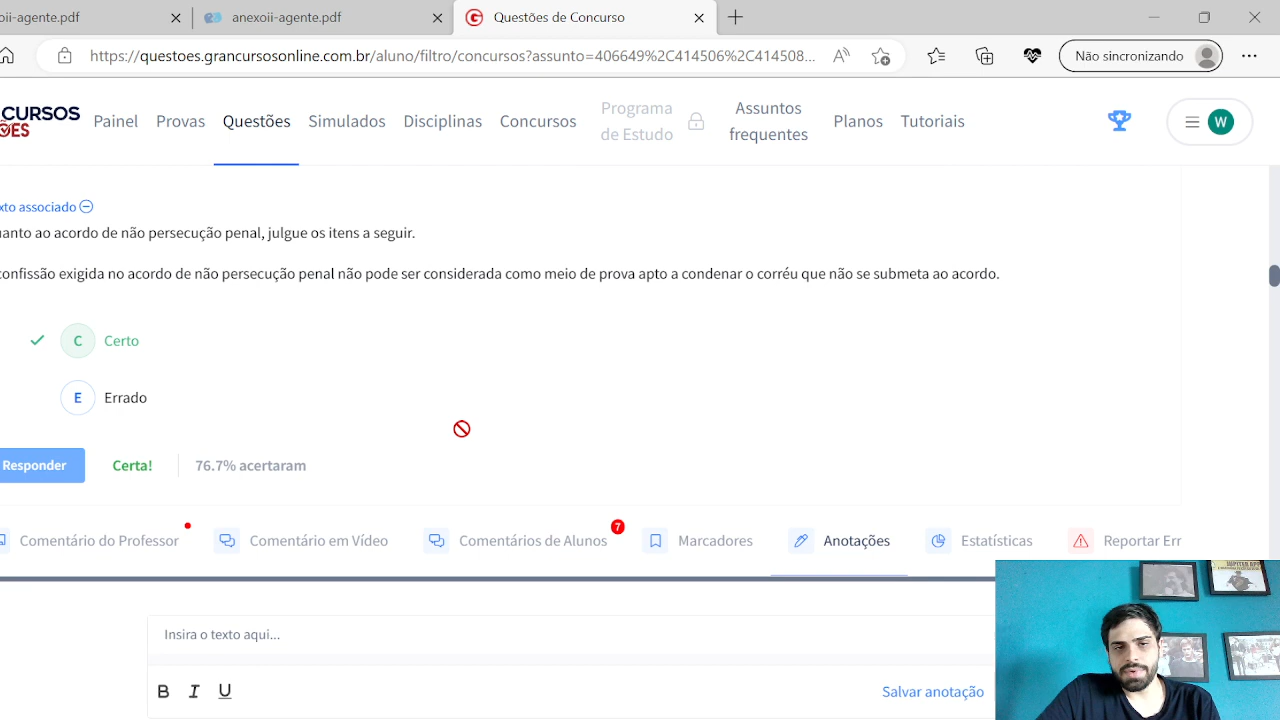 oii-agente.pdf
anexoii-agente.pdf
Questões de Concurso
https://questoes.grancursosonline.com.br/aluno/filtro/concursos?assunto=406649%2C414506%2C414508...
Não sincronizando
CURSOS
ÕES
Painel
Provas
Questões
Simulados
Disciplinas
Concursos
Programa
de Estudo
Assuntos
frequentes
Planos
Tutoriais
W
xto associado
uanto ao acordo de não persecução penal, julgue os itens a seguir.
confissão exigida no acordo de não persecução penal não pode ser considerada como meio de prova apto a condenar o corréu que não se submeta ao acordo.
C Certo
E Errado
Responder
Certa!
76.7% acertaram
Comentário do Professor
Comentário em Vídeo
Comentários de Alunos
7
Marcadores
Anotações
Estatísticas
Reportar Err
Insira o texto aqui...
B I U
Salvar anotação